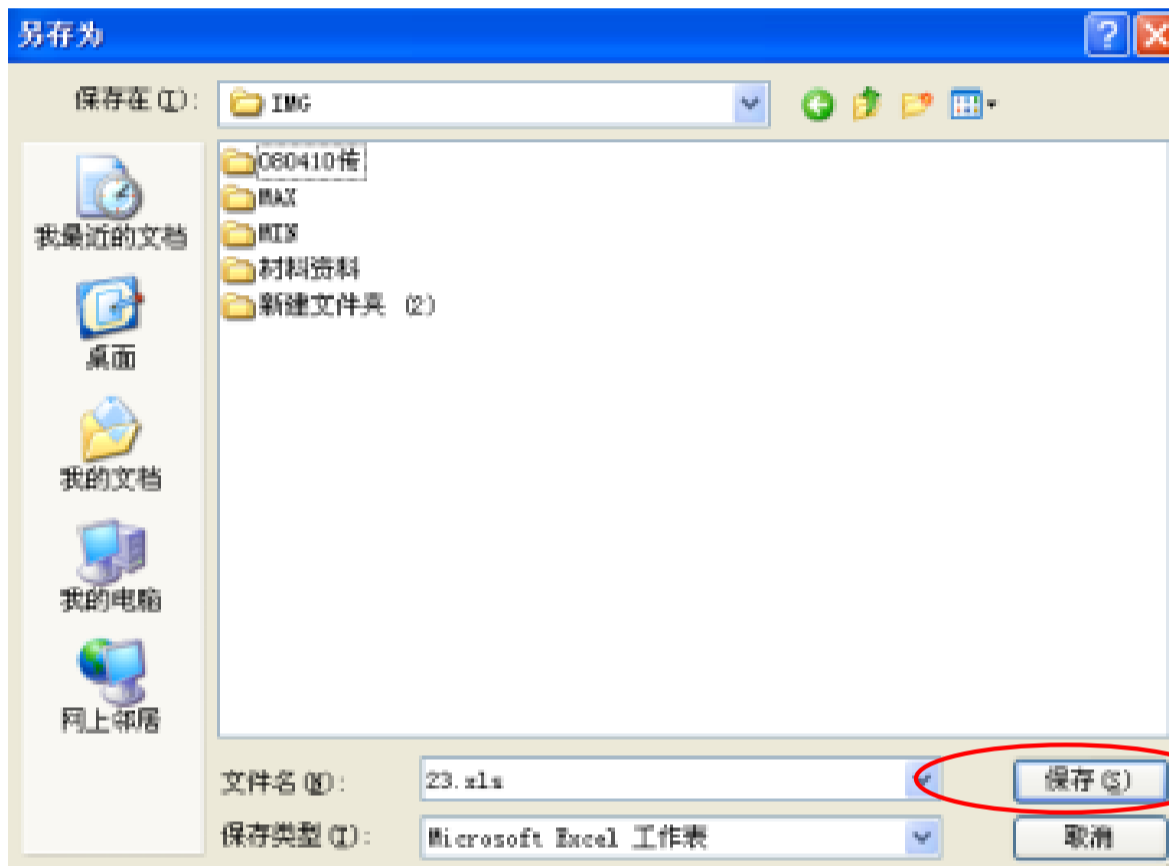 另存为
保存在(I):
IMG
080410传
MAX
MIN
材料资料
新建文件夹 (2)
我最近的文档
桌面
我的文档
我的电脑
网上邻居
文件名(N):
23.xls
保存(S)
保存类型(T):
Microsoft Excel 工作表
取消